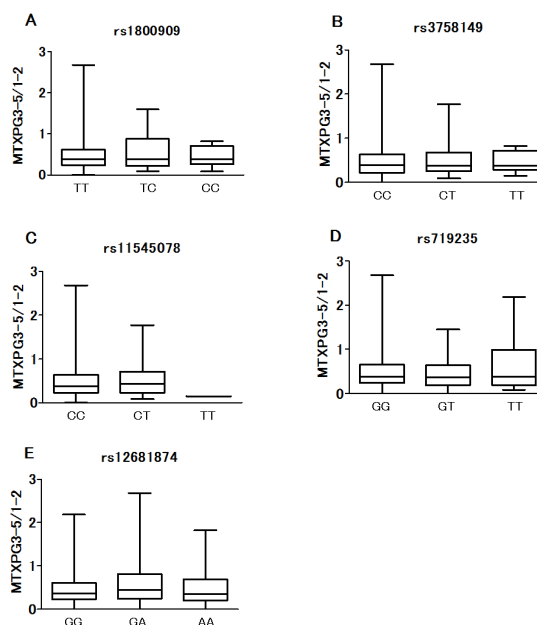 A
rs1800909
MTXPG3-5/1-2
3
2
1
0
TT TC CC
B
rs3758149
MTXPG3-5/1-2
3
2
1
0
CC CT TT
C
rs11545078
MTXPG3-5/1-2
3
2
1
0
CC CT TT
D
rs719235
MTXPG3-5/1-2
3
2
1
0
GG GT TT
E
rs12681874
MTXPG3-5/1-2
3
2
1
0
GG GA AA